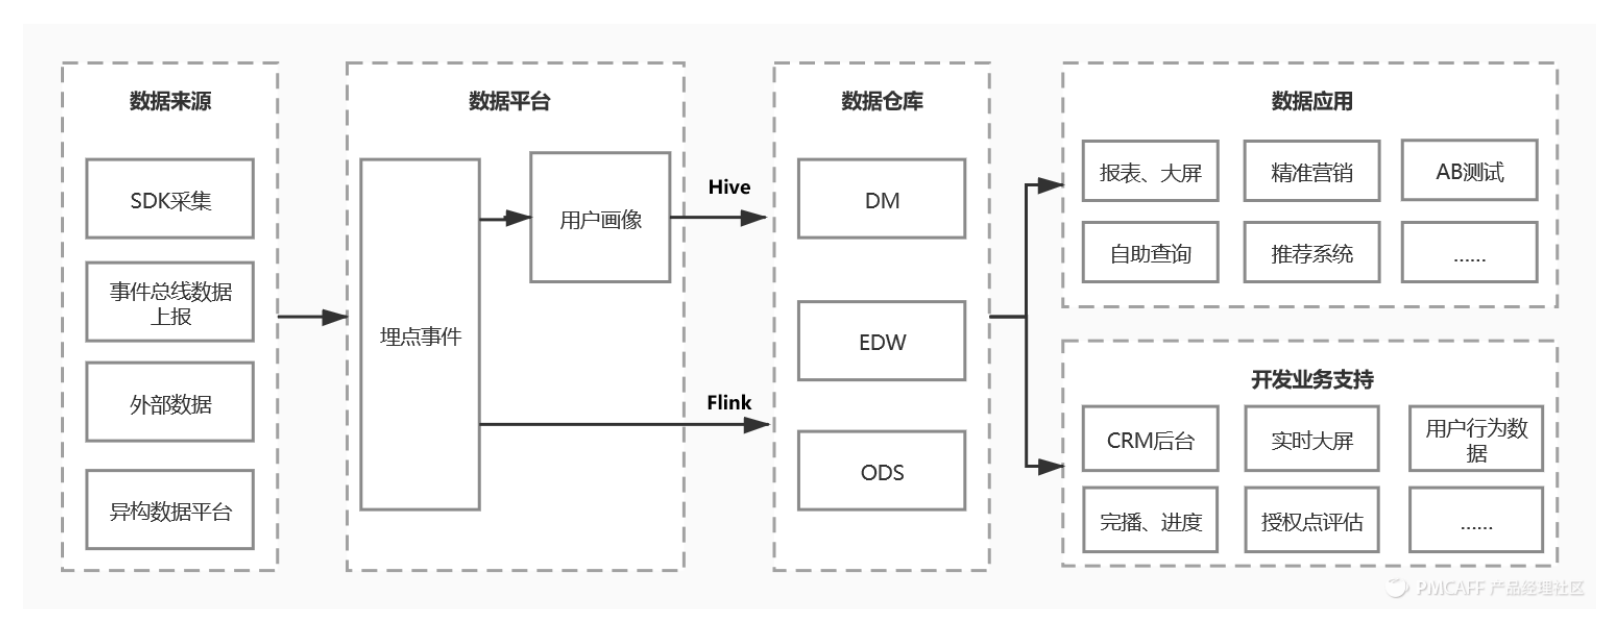 数据来源
SDK采集
事件总线数据
上报
外部数据
异构数据平台
数据平台
埋点事件
用户画像
Hive
Flink
数据仓库
DM
EDW
ODS
数据应用
报表、大屏
精准营销
AB测试
自助查询
推荐系统
......
开发业务支持
CRM后台
实时大屏
用户行为数
据
完播、进度
授权点评估
......
PMCAFF 产品经理社区